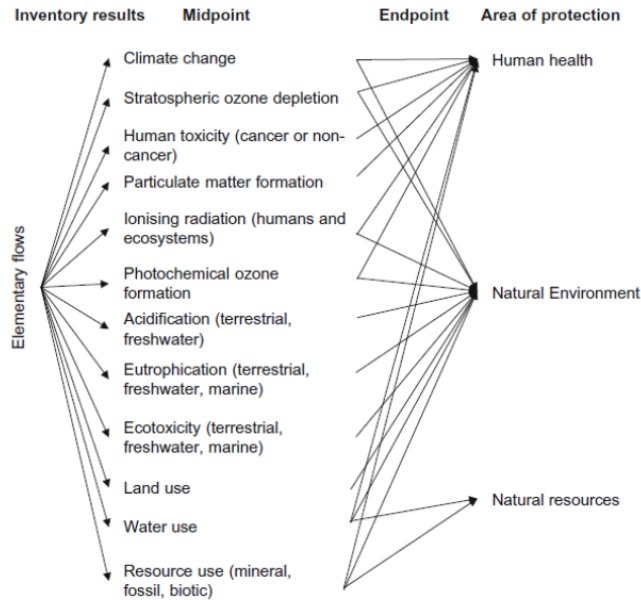 Inventory results Midpoint Endpoint Area of protection
Climate change
Human health
Stratospheric ozone depletion
Human toxicity (cancer or non-
cancer)
Particulate matter formation
Ionising radiation (humans and
ecosystems)
Elementary flows
Photochemical ozone
formation
Natural Environment
Acidification (terrestrial,
freshwater)
Eutrophication (terrestrial,
freshwater, marine)
Ecotoxicity (terrestrial,
freshwater, marine)
Land use
Natural resources
Water use
Resource use (mineral,
fossil, biotic)